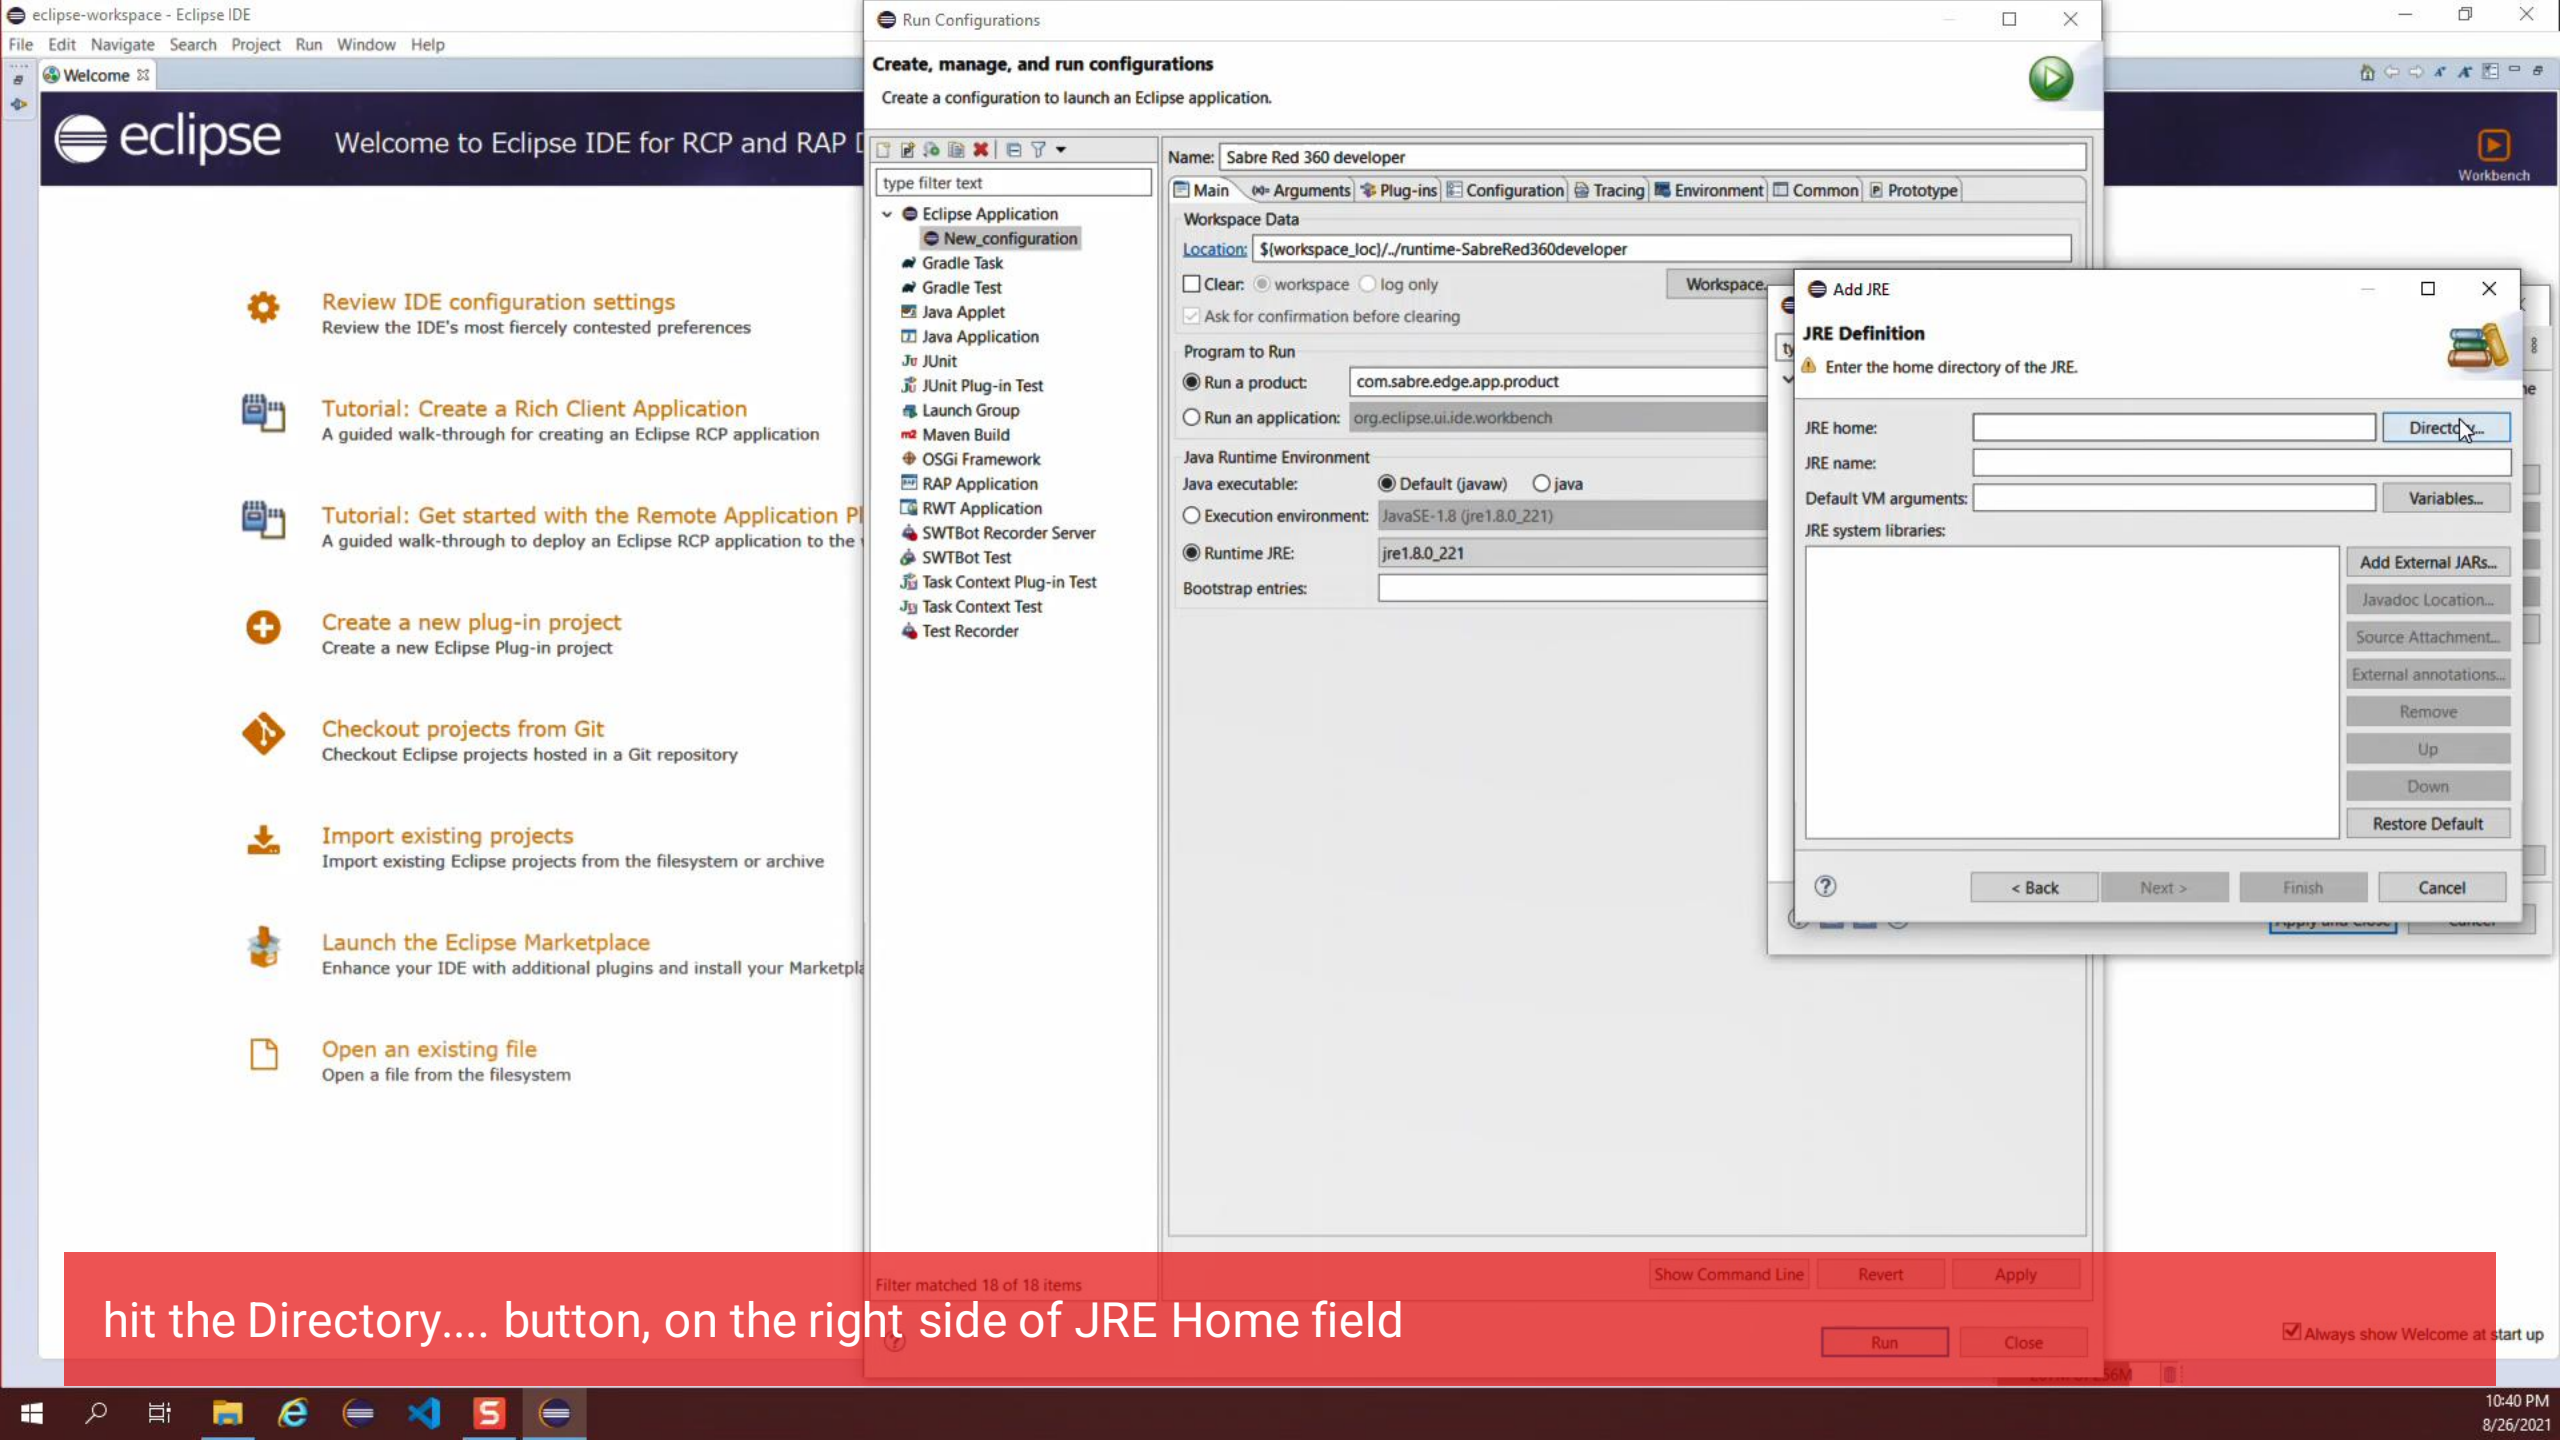 eclipse-workspace - Eclipse IDE
File Edit Navigate Search Project Run Window Help
Welcome
eclipse
Welcome to Eclipse IDE for RCP and RAP
Workbench
Review IDE configuration settings
Review the IDE's most fiercely contested preferences
Tutorial: Create a Rich Client Application
A guided walk-through for creating an Eclipse RCP application
Tutorial: Get started with the Remote Application Pl
A guided walk-through to deploy an Eclipse RCP application to the
Create a new plug-in project
Create a new Eclipse Plug-in project
Checkout projects from Git
Checkout Eclipse projects hosted in a Git repository
Import existing projects
Import existing Eclipse projects from the filesystem or archive
Launch the Eclipse Marketplace
Enhance your IDE with additional plugins and install your Marketpla
Open an existing file
Open a file from the filesystem
Run Configurations
Create, manage, and run configurations
Create a configuration to launch an Eclipse application.
type filter text
Eclipse Application
New_configuration
Gradle Task
Gradle Test
Java Applet
Java Application
Ju JUnit
JUnit Plug-in Test
Launch Group
m2 Maven Build
OSGi Framework
RAP Application
RWT Application
SWTBot Recorder Server
SWTBot Test
Task Context Plug-in Test
Task Context Test
Test Recorder
Filter matched 18 of 18 items
Name: Sabre Red 360 developer
Main Arguments Plug-ins Configuration Tracing Environment Common Prototype
Workspace Data
Location: ${workspace_loc}/../runtime-SabreRed360developer
Clear: workspace log only
Workspace.
Ask for confirmation before clearing
Program to Run
Run a product: com.sabre.edge.app.product
Run an application: org.eclipse.ui.ide.workbench
Java Runtime Environment
Java executable: Default (javaw) java
Execution environment: JavaSE-1.8 (jre1.8.0_221)
Runtime JRE: jre1.8.0_221
Bootstrap entries:
Show Command Line Revert Apply
Run Close
Add JRE
JRE Definition
Enter the home directory of the JRE.
JRE home: Directory...
JRE name:
Default VM arguments: Variables...
JRE system libraries:
Add External JARs...
Javadoc Location...
Source Attachment...
External annotations...
Remove
Up
Down
Restore Default
< Back Next > Finish Cancel
Apply and Close Cancel
hit the Directory.... button, on the right side of JRE Home field
Always show Welcome at start up
10:40 PM
8/26/2021